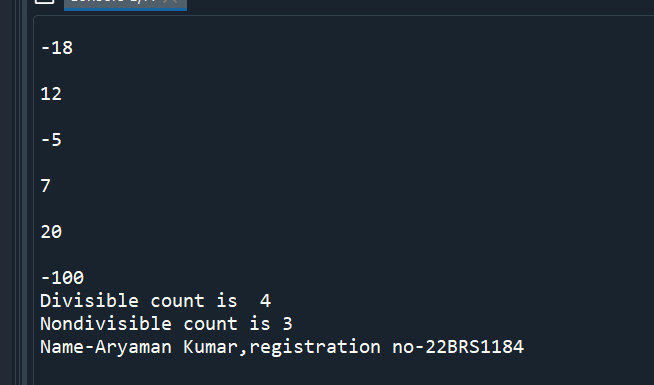 -18
12
-5
7
20
-100
Divisible count is  4
Nondivisible count is 3
Name-Aryaman Kumar,registration no-22BRS1184